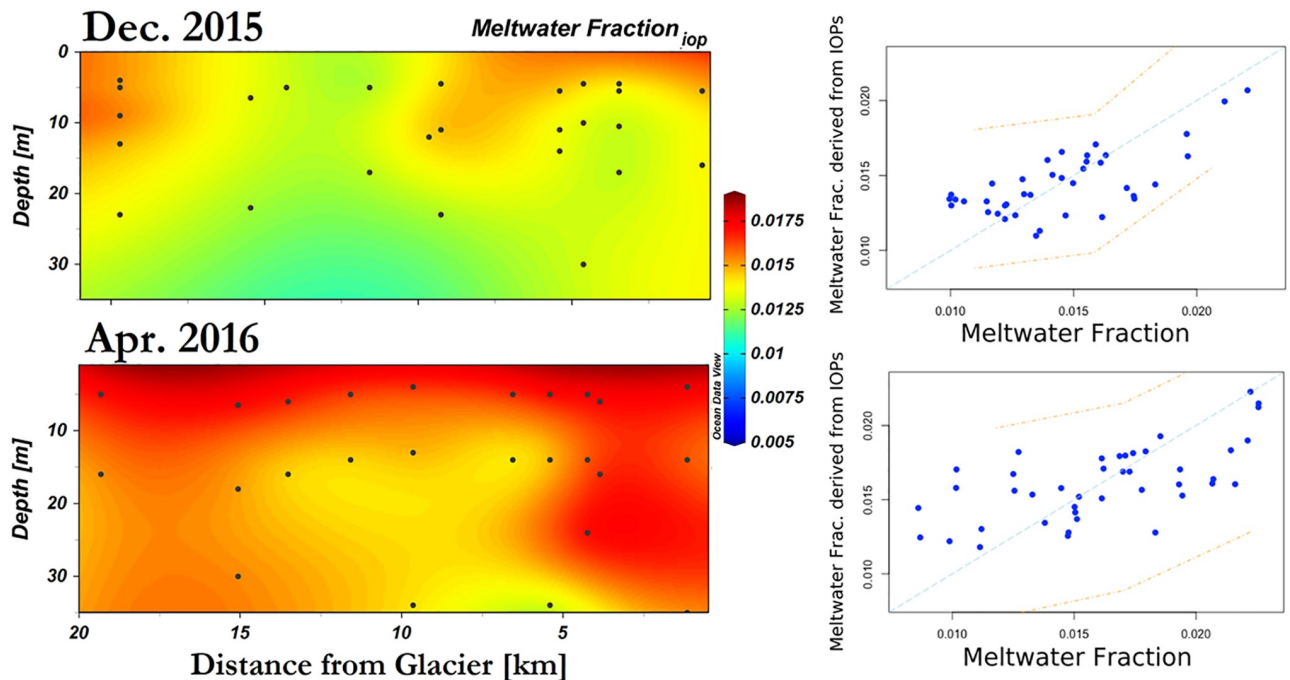 Dec. 2015
Meltwater Fraction iop
0
10
20
30
Depth [m]
Apr. 2016
10
20
30
Depth [m]
20
15
10
5
Distance from Glacier [km]
0.0175
0.015
0.0125
0.01
0.0075
0.005
Ocean Data View
Meltwater Frac. derived from IOPs
0.020
0.015
0.010
0.010
0.015
0.020
Meltwater Fraction
Meltwater Frac. derived from IOPs
0.020
0.015
0.010
0.010
0.015
0.020
Meltwater Fraction